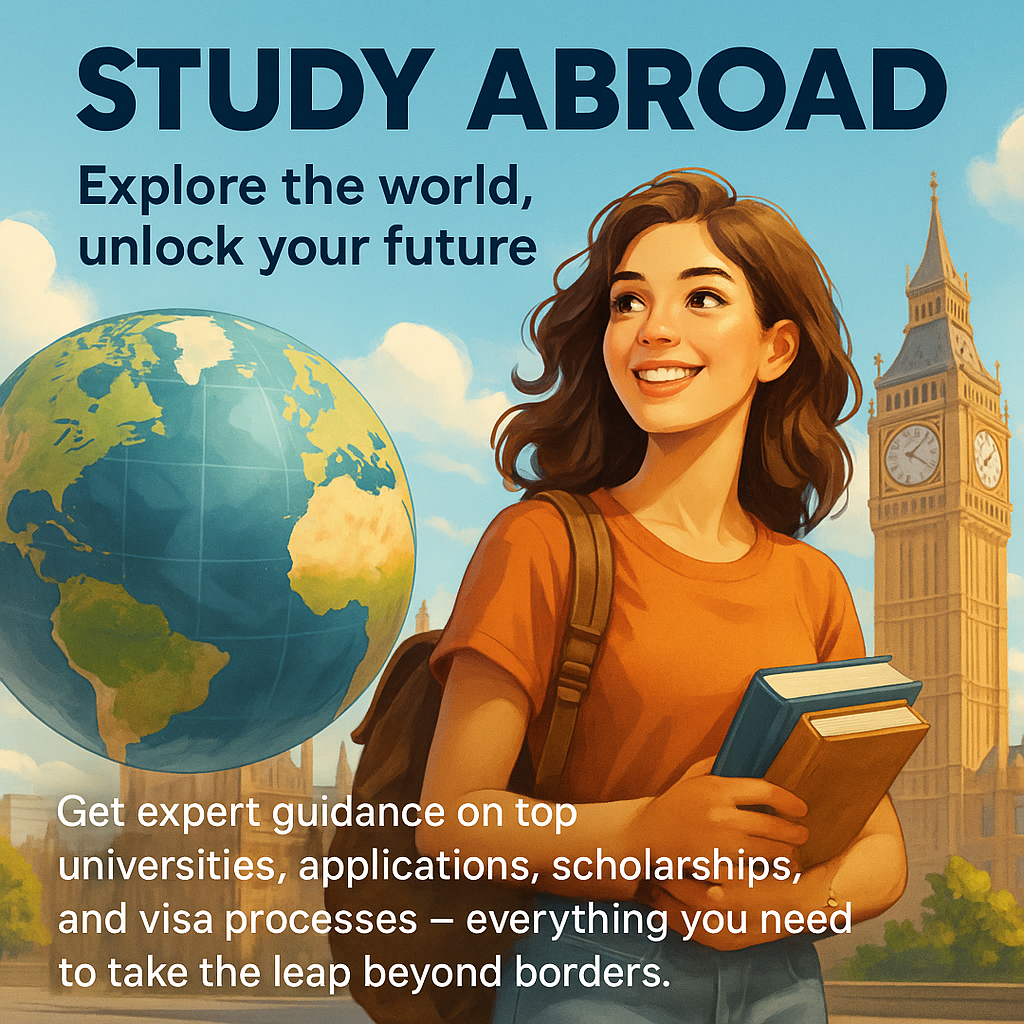 STUDY ABROAD
Explore the world,
unlock your future
Get expert guidance on top
universities, applications, scholarships,
and visa processes – everything you need
to take the leap beyond borders.